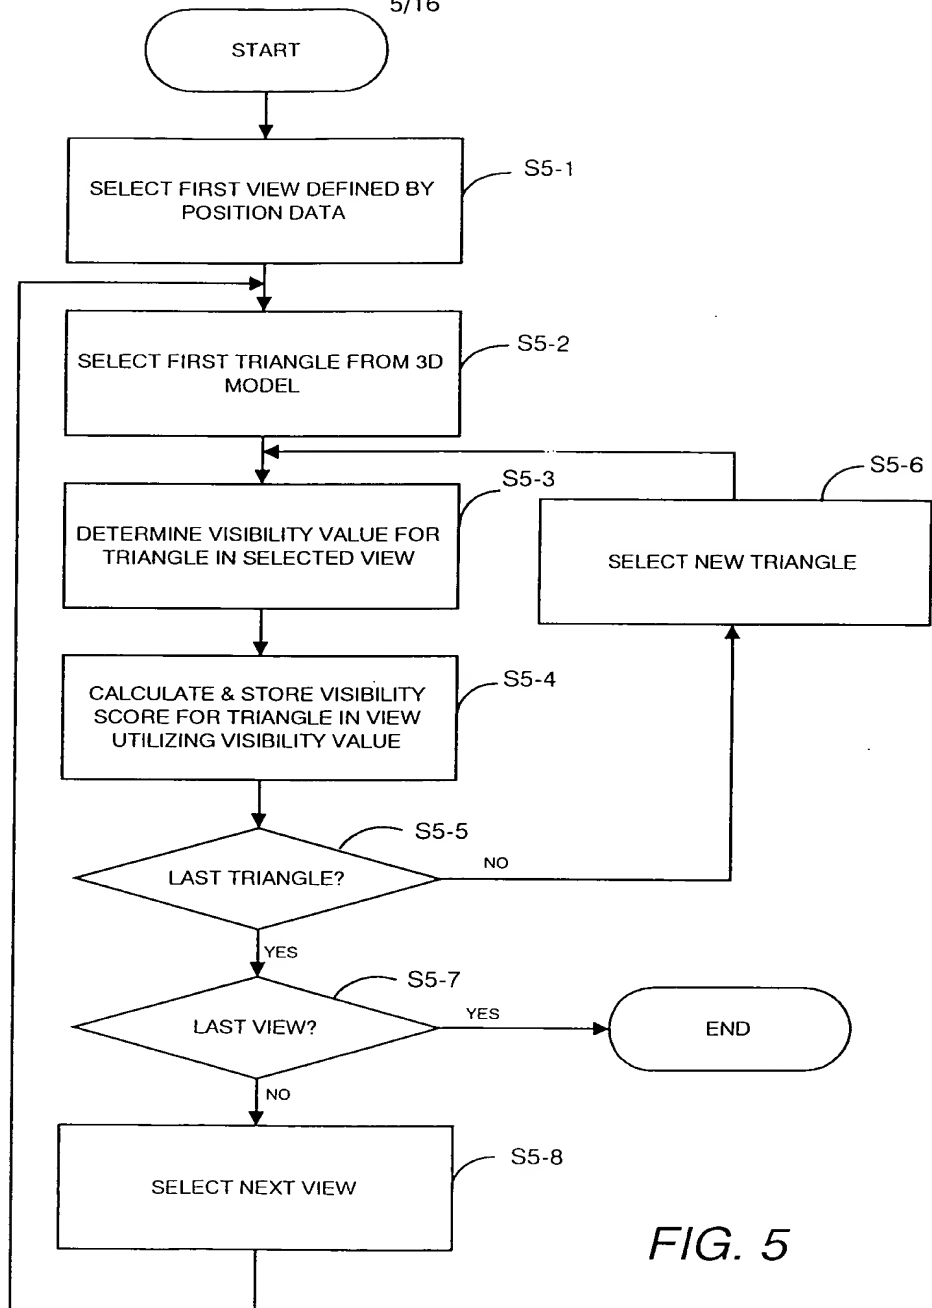 5/16
START
SELECT FIRST VIEW DEFINED BY
POSITION DATA
S5-1
SELECT FIRST TRIANGLE FROM 3D
MODEL
S5-2
DETERMINE VISIBILITY VALUE FOR
TRIANGLE IN SELECTED VIEW
S5-3
SELECT NEW TRIANGLE
S5-6
CALCULATE & STORE VISIBILITY
SCORE FOR TRIANGLE IN VIEW
UTILIZING VISIBILITY VALUE
S5-4
LAST TRIANGLE?
S5-5
NO
YES
LAST VIEW?
S5-7
YES
END
NO
SELECT NEXT VIEW
S5-8
FIG. 5